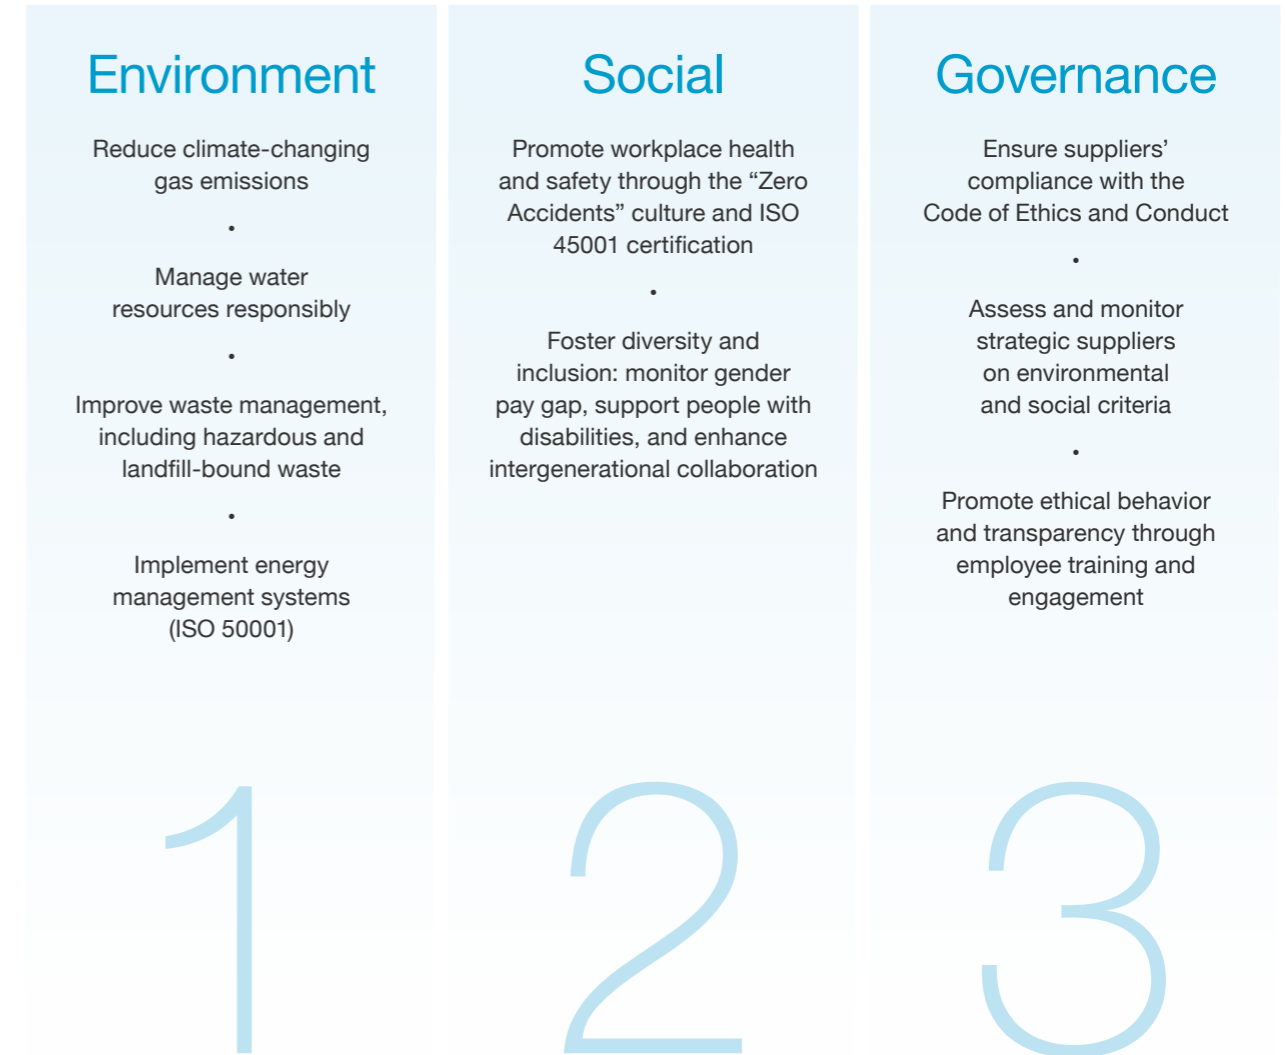 Environment
Reduce climate-changing
gas emissions
•
Manage water
resources responsibly
•
Improve waste management,
including hazardous and
landfill-bound waste
•
Implement energy
management systems
(ISO 50001)
1
Social
Promote workplace health
and safety through the “Zero
Accidents” culture and ISO
45001 certification
•
Foster diversity and
inclusion: monitor gender
pay gap, support people with
disabilities, and enhance
intergenerational collaboration
2
Governance
Ensure suppliers’
compliance with the
Code of Ethics and Conduct
•
Assess and monitor
strategic suppliers
on environmental
and social criteria
•
Promote ethical behavior
and transparency through
employee training and
engagement
3